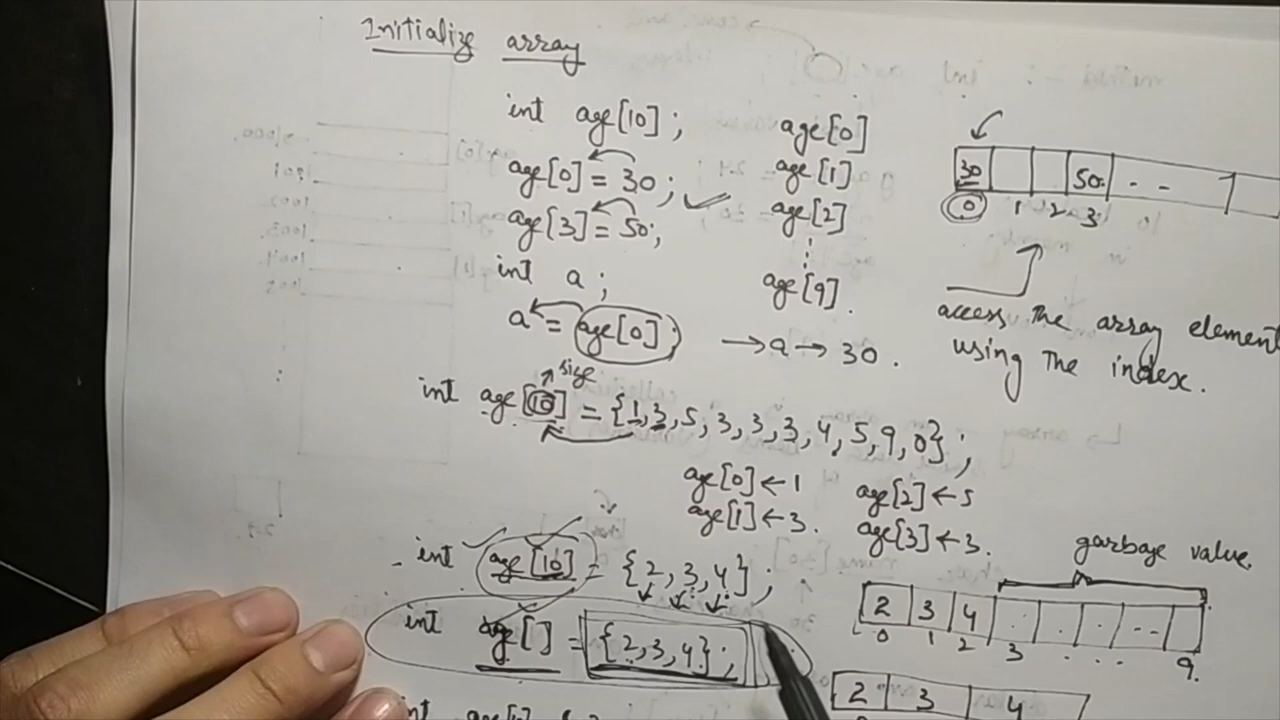 Initialize array
int age[10];
age[0] = 30;
age[3] = 50;
int a;
a = age[0];
→ a → 30.
age[0]
age[1]
age[2]
age[9].
30 50. - -
0 1 2 3
access the array element
using the index.
size
int age[10] = {1,3,5,3,3,3,4,5,9,0};
age[0] ← 1
age[1] ← 3.
age[2] ← 5
age[3] ← 3.
- int age[10] = {2,3,4};
int age[] = {2,3,4};
garbage value
2 3 4 . . . -- 
0 1 2 3 . . . . 9.
2 3 4
int